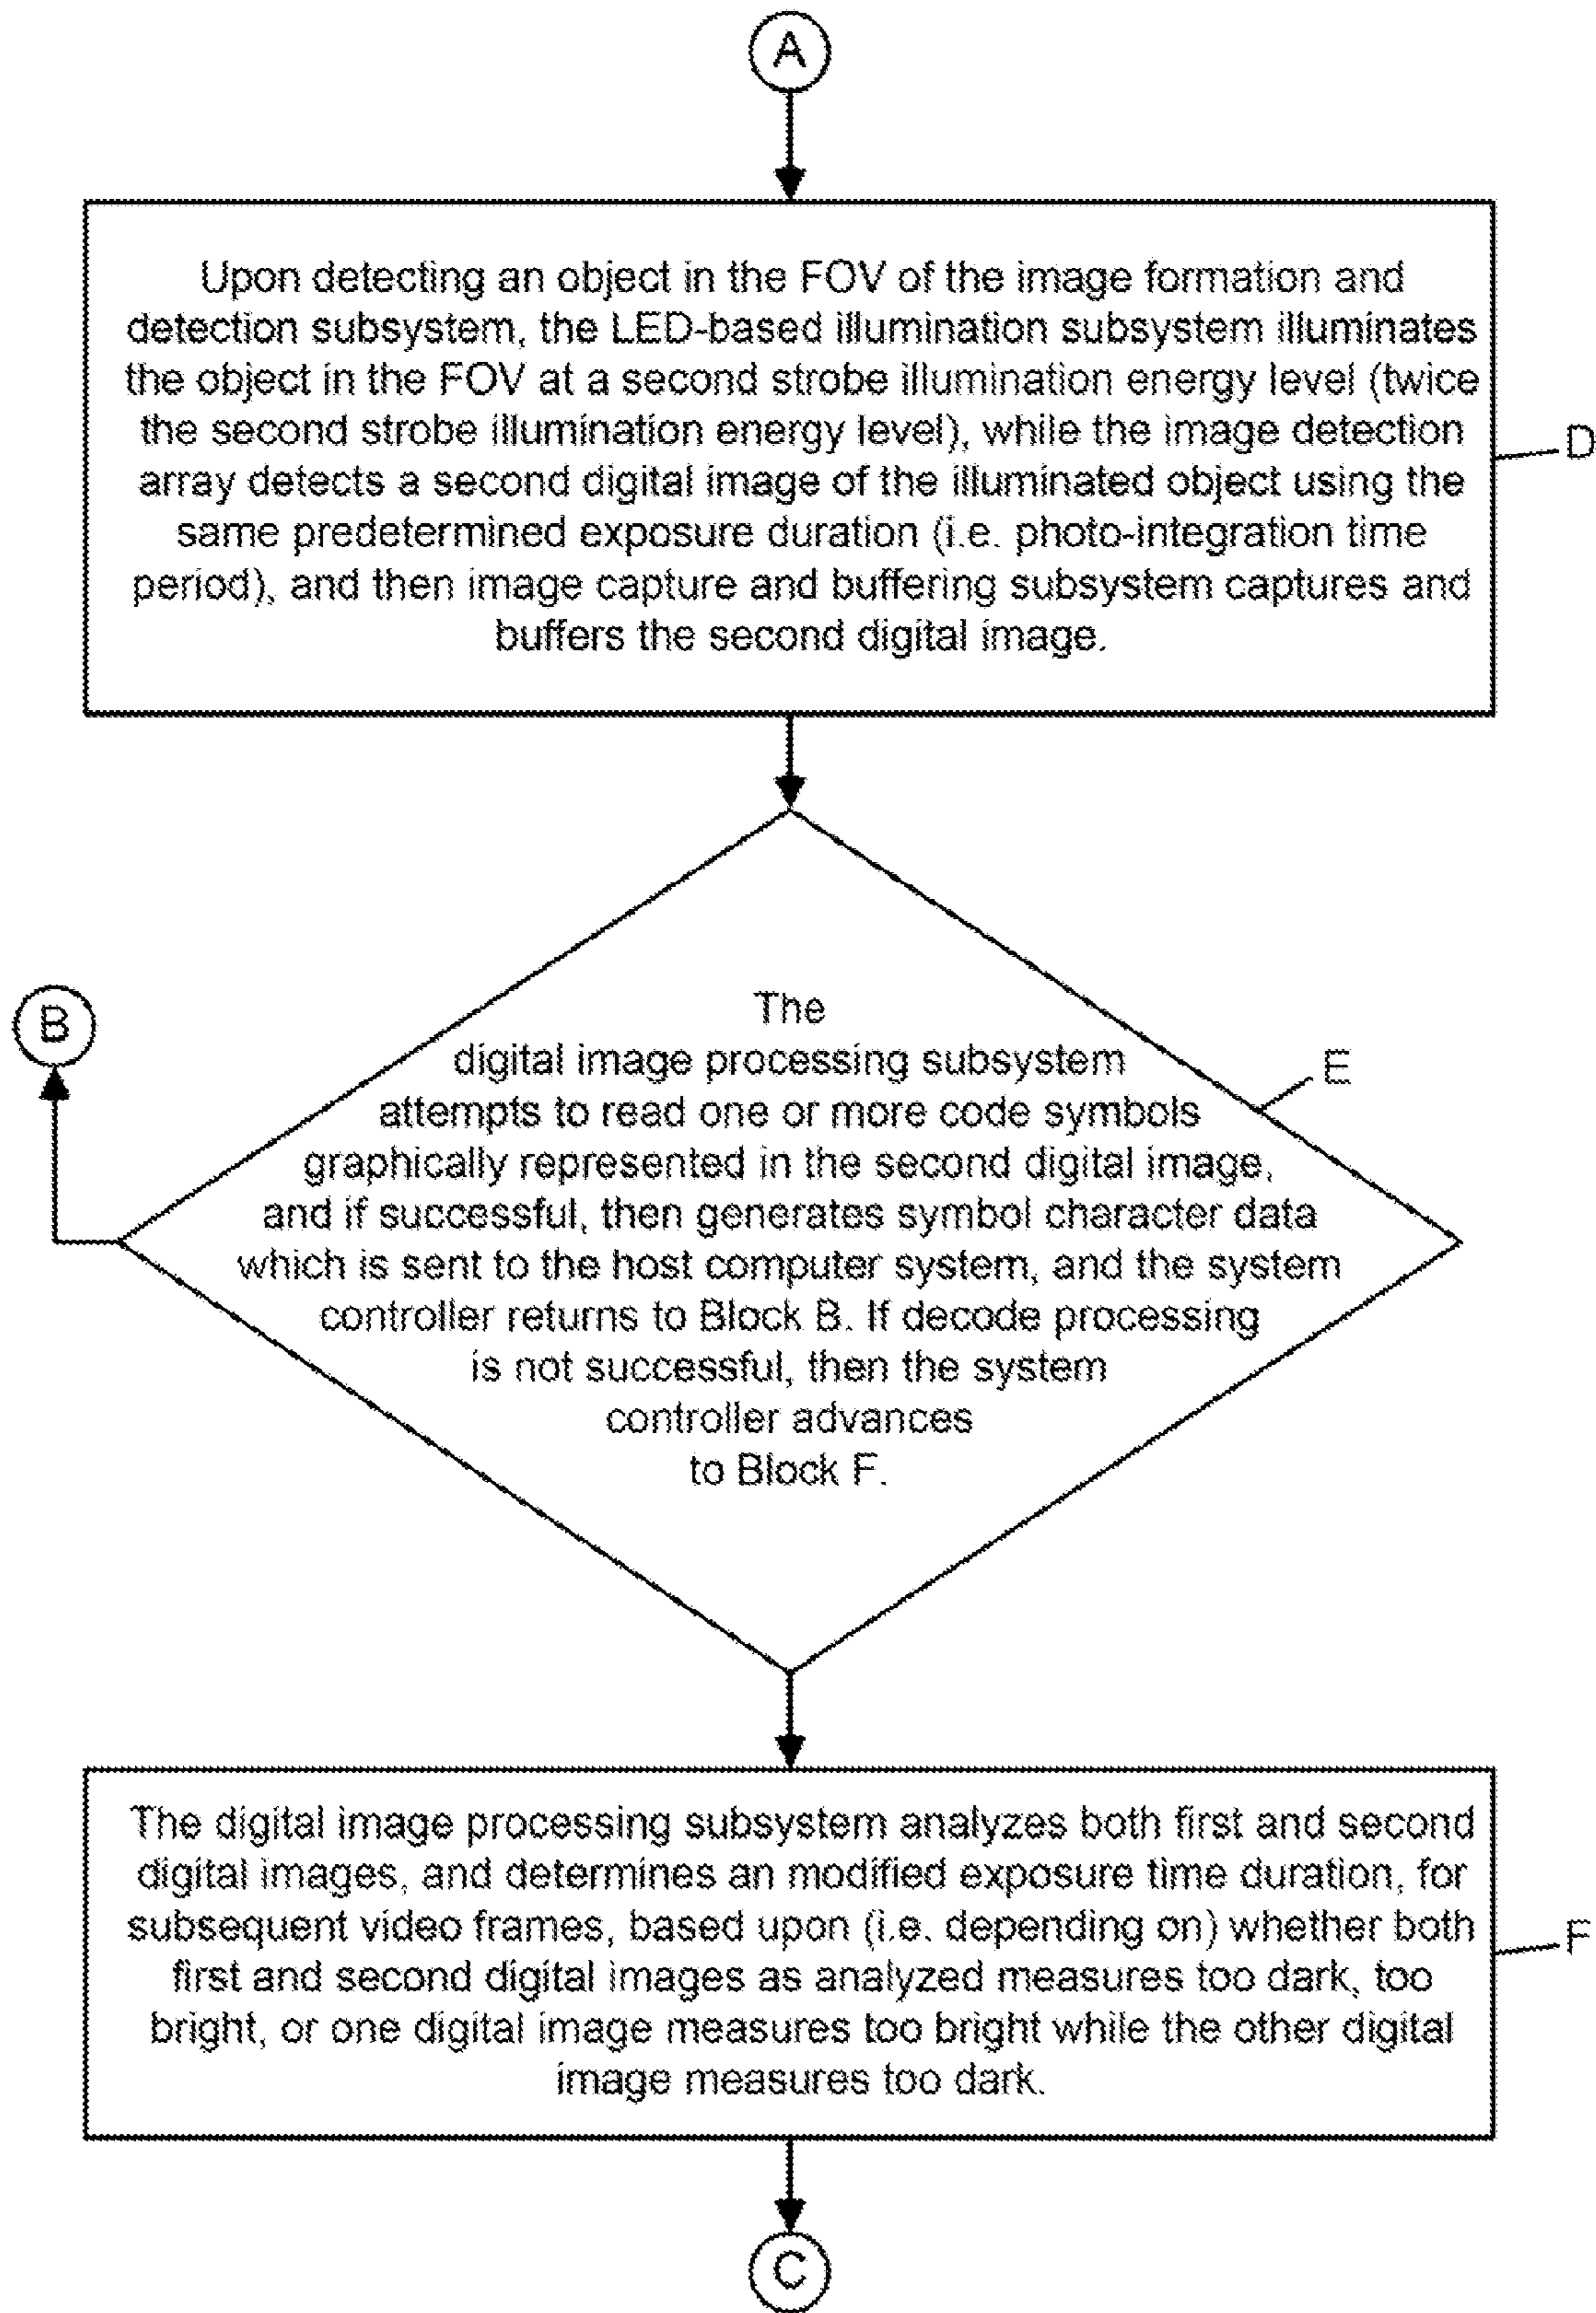 A
Upon detecting an object in the FOV of the image formation and
detection subsystem, the LED-based illumination subsystem illuminates
the object in the FOV at a second strobe illumination energy level (twice
the second strobe illumination energy level), while the image detection
array detects a second digital image of the illuminated object using the
same predetermined exposure duration (i.e. photo-integration time
period), and then image capture and buffering subsystem captures and
buffers the second digital image.
D
B
The
digital image processing subsystem
attempts to read one or more code symbols
graphically represented in the second digital image,
and if successful, then generates symbol character data
which is sent to the host computer system, and the system
controller returns to Block B. If decode processing
is not successful, then the system
controller advances
to Block F.
E
The digital image processing subsystem analyzes both first and second
digital images, and determines an modified exposure time duration, for
subsequent video frames, based upon (i.e. depending on) whether both
first and second digital images as analyzed measures too dark, too
bright, or one digital image measures too bright while the other digital
image measures too dark.
F
C